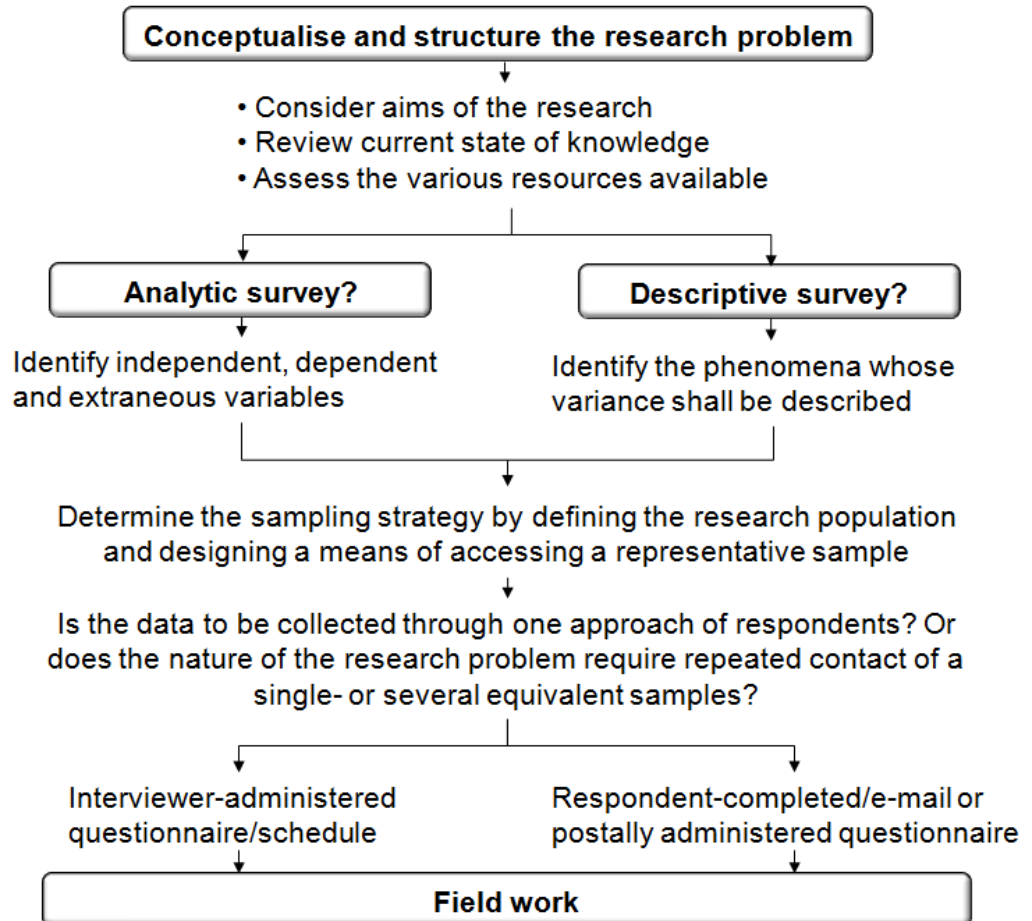 Conceptualise and structure the research problem
• Consider aims of the research
• Review current state of knowledge
• Assess the various resources available
Analytic survey?
Descriptive survey?
Identify independent, dependent
and extraneous variables
Identify the phenomena whose
variance shall be described
Determine the sampling strategy by defining the research population
and designing a means of accessing a representative sample
Is the data to be collected through one approach of respondents? Or
does the nature of the research problem require repeated contact of a
single- or several equivalent samples?
Interviewer-administered
questionnaire/schedule
Respondent-completed/e-mail or
postally administered questionnaire
Field work